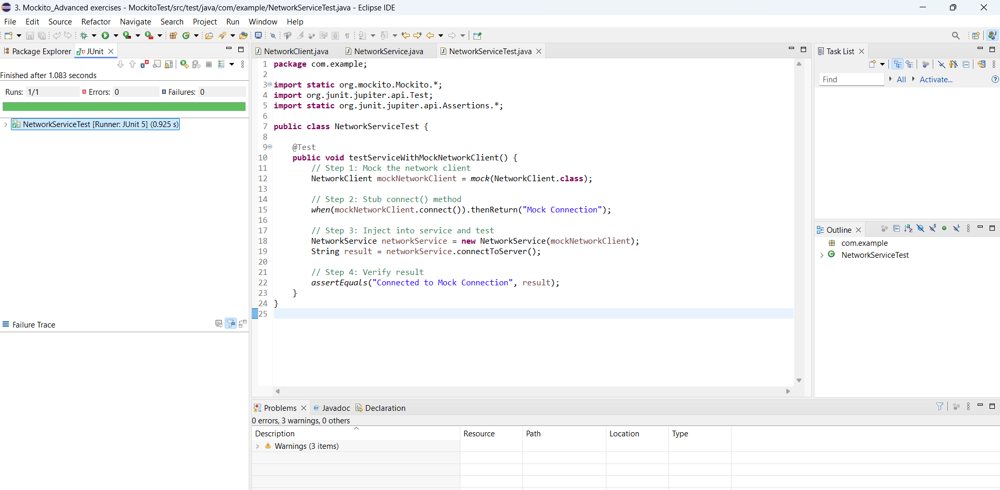 3. Mockito_Advanced exercises - MockitoTest/src/test/java/com/example/NetworkServiceTest.java - Eclipse IDE
File Edit Source Refactor Navigate Search Project Run Window Help
Package Explorer JUnit
Finished after 1.083 seconds
Runs: 1/1 Errors: 0 Failures: 0
NetworkServiceTest [Runner: JUnit 5] (0.925 s)
Failure Trace
NetworkClient.java NetworkService.java NetworkServiceTest.java
1 package com.example;
2
3 import static org.mockito.Mockito.*;
4 import org.junit.jupiter.api.Test;
5 import static org.junit.jupiter.api.Assertions.*;
6
7 public class NetworkServiceTest {
8
9 @Test
10 public void testServiceWithMockNetworkClient() {
11 // Step 1: Mock the network client
12 NetworkClient mockNetworkClient = mock(NetworkClient.class);
13
14 // Step 2: Stub connect() method
15 when(mockNetworkClient.connect()).thenReturn("Mock Connection");
16
17 // Step 3: Inject into service and test
18 NetworkService networkService = new NetworkService(mockNetworkClient);
19 String result = networkService.connectToServer();
20
21 // Step 4: Verify result
22 assertEquals("Connected to Mock Connection", result);
23 }
24 }
25
Task List
Find All Activate...
Outline
com.example
NetworkServiceTest
Problems Javadoc Declaration
0 errors, 3 warnings, 0 others
Description Resource Path Location Type
Warnings (3 items)